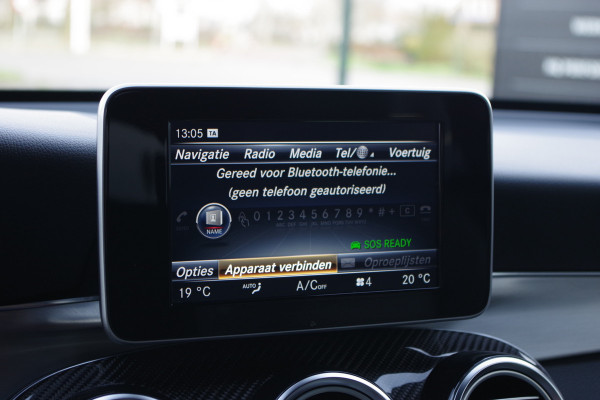 13:05 TA
Navigatie Radio Media Tel/ Voertuig
Gereed voor Bluetooth-telefonie...
(geen telefoon geautoriseerd)
0 1 2 3 4 5 6 7 8 9 * # + C
NAME
SOS READY
Opties Apparaat verbinden Oproeplijsten
19 °C AUTO A/C OFF 4 20 °C